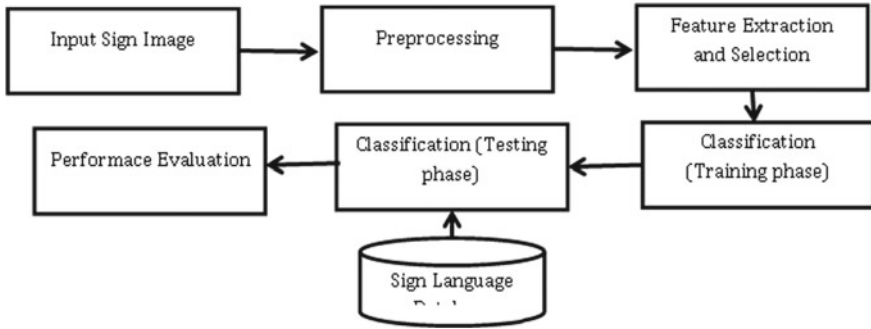 Input Sign Image
Preprocessing
Feature Extraction
and Selection
Classification
(Training phase)
Classification (Testing
phase)
Performace Evaluation
Sign Language